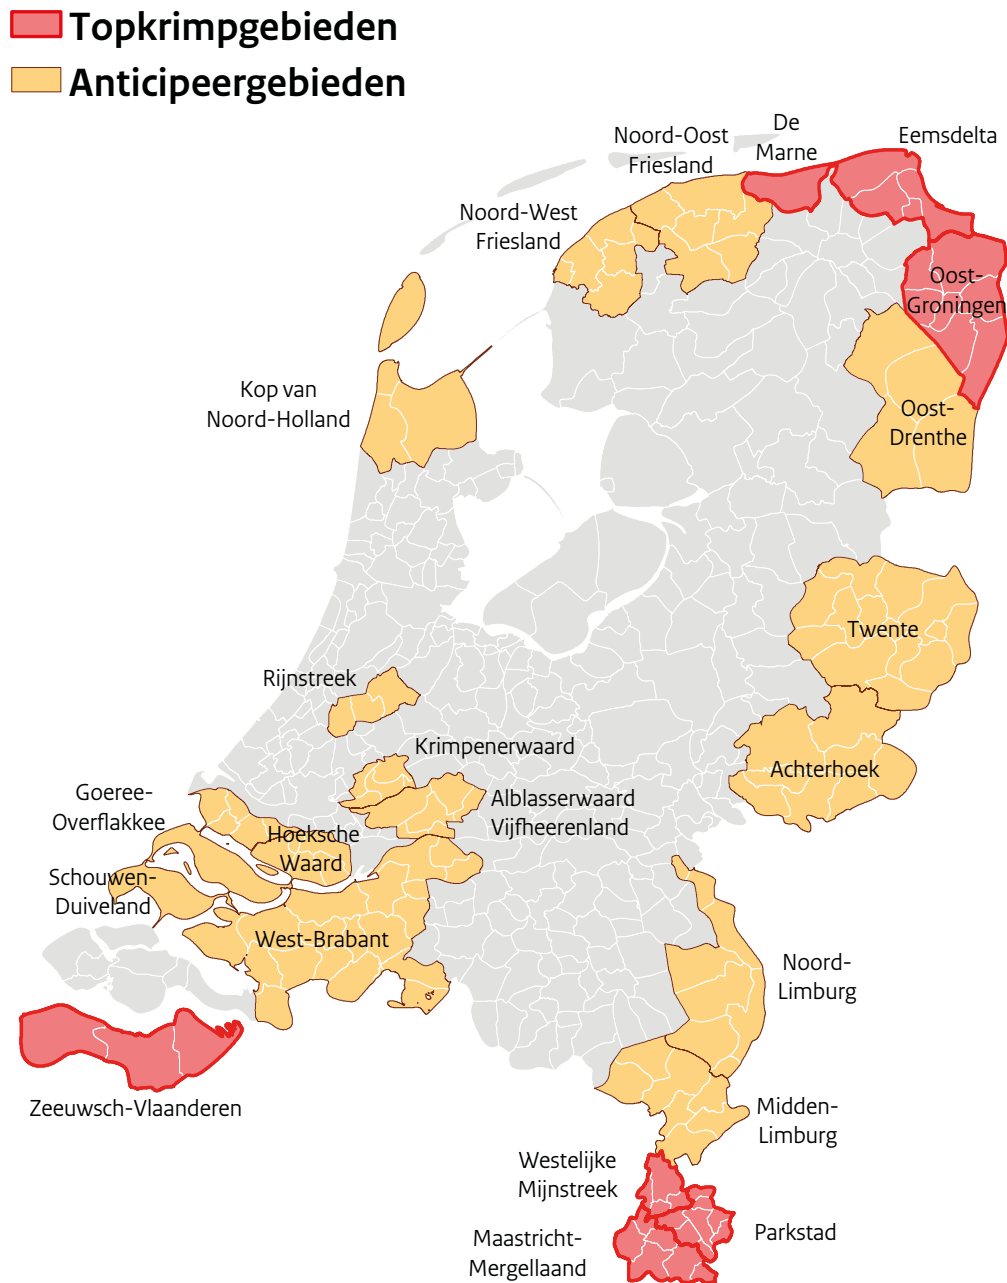 Topkrimpgebieden
Anticipeergebieden
De
Marne
Noord-Oost
Friesland
Eemsdelta
Noord-West
Friesland
Oost-
Groningen
Kop van
Noord-Holland
Oost-
Drenthe
Twente
Rijnstreek
Krimpenerwaard
Achterhoek
Goeree-
Overflakkee
Alblasserwaard
Vijfheerenland
Hoeksche
Waard
Schouwen-
Duiveland
West-Brabant
Noord-
Limburg
Zeeuwsch-Vlaanderen
Midden-
Limburg
Westelijke
Mijnstreek
Parkstad
Maastricht-
Mergellaand